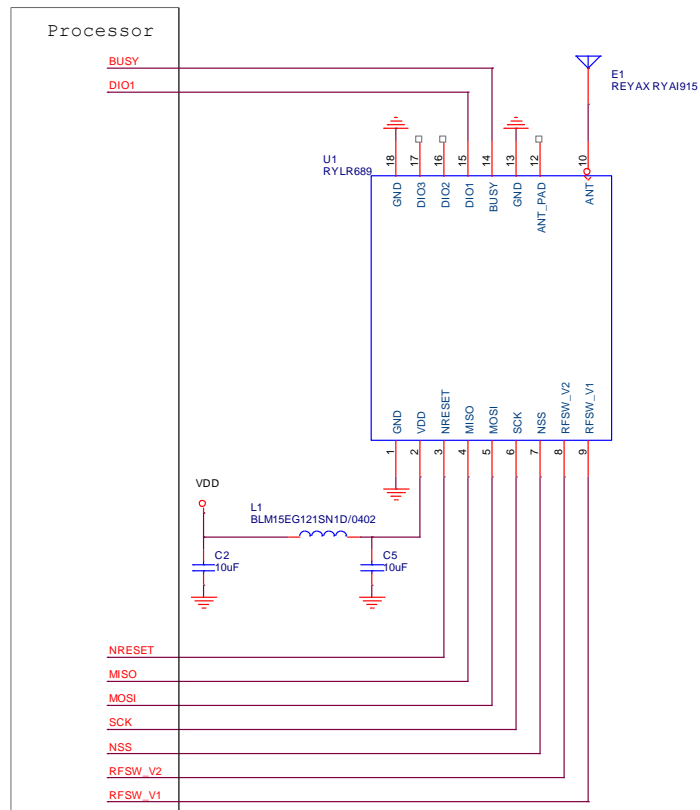 Processor
BUSY
DIO1
E1
REYAX RYAI915
U1
RYLR689
18
17
16
15
14
13
12
10
GND
DIO3
DIO2
DIO1
BUSY
GND
ANT_PAD
ANT
GND
VDD
NRESET
MISO
MOSI
SCK
NSS
RFSW_V2
RFSW_V1
1
2
3
4
5
6
7
8
9
VDD
L1
BLM15EG121SN1D/0402
C2
10uF
C5
10uF
NRESET
MISO
MOSI
SCK
NSS
RFSW_V2
RFSW_V1